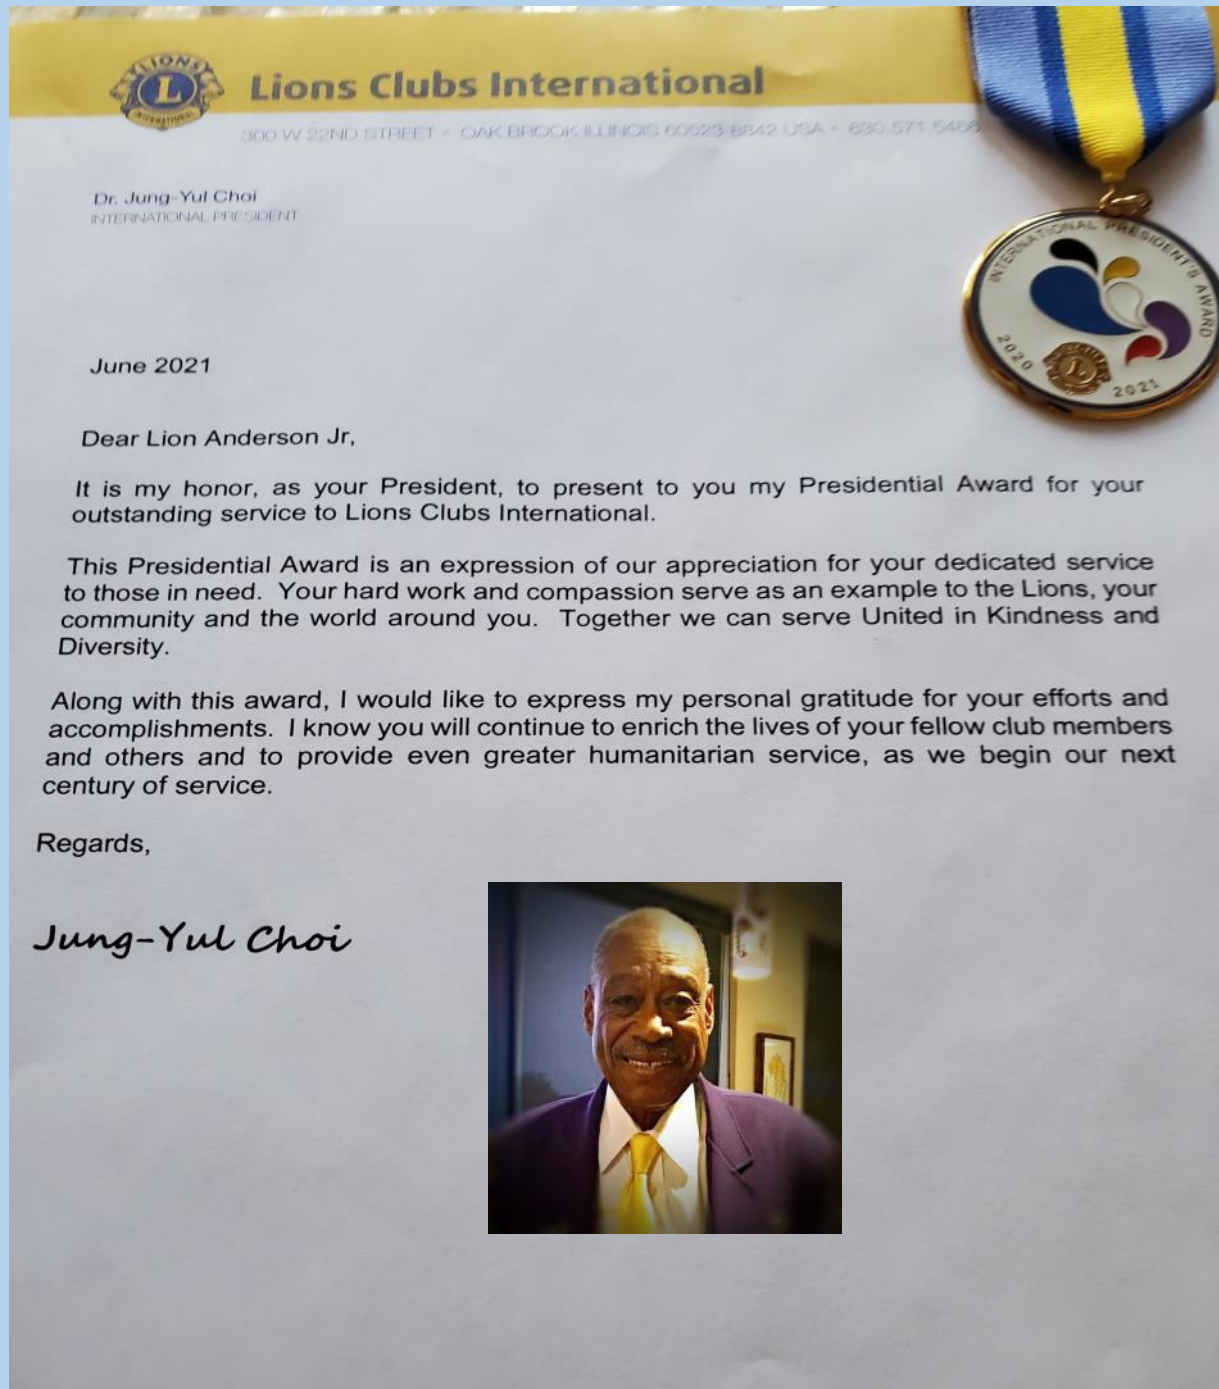 LIONS
L
INTERNATIONAL
Lions Clubs International
300 W 22ND STREET • OAK BROOK ILLINOIS 60523-8842 USA • 630.571.5466
Dr. Jung-Yul Choi
INTERNATIONAL PRESIDENT
INTERNATIONAL PRESIDENT'S AWARD
2020
L
2021
June 2021
Dear Lion Anderson Jr,
It is my honor, as your President, to present to you my Presidential Award for your
outstanding service to Lions Clubs International.
This Presidential Award is an expression of our appreciation for your dedicated service
to those in need. Your hard work and compassion serve as an example to the Lions, your
community and the world around you. Together we can serve United in Kindness and
Diversity.
Along with this award, I would like to express my personal gratitude for your efforts and
accomplishments. I know you will continue to enrich the lives of your fellow club members
and others and to provide even greater humanitarian service, as we begin our next
century of service.
Regards,
Jung-Yul Choi